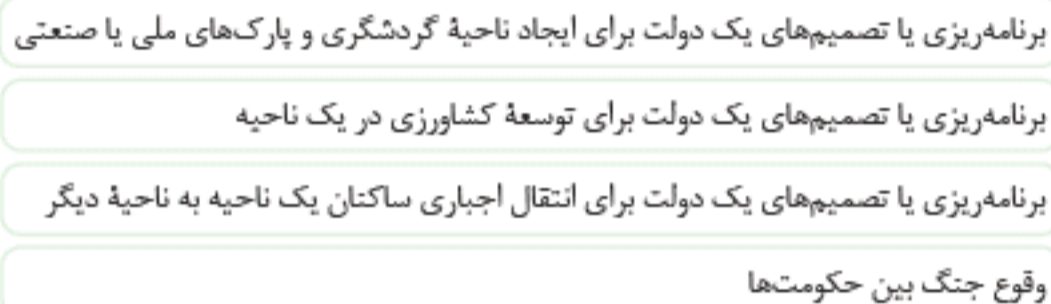 برنامه‌ریزی یا تصمیم‌های یک دولت برای ایجاد ناحیهٔ گردشگری و پارک‌های ملی یا صنعتی
برنامه‌ریزی یا تصمیم‌های یک دولت برای توسعهٔ کشاورزی در یک ناحیه
برنامه‌ریزی یا تصمیم‌های یک دولت برای انتقال اجباری ساکنان یک ناحیه به ناحیهٔ دیگر
وقوع جنگ بین حکومت‌ها